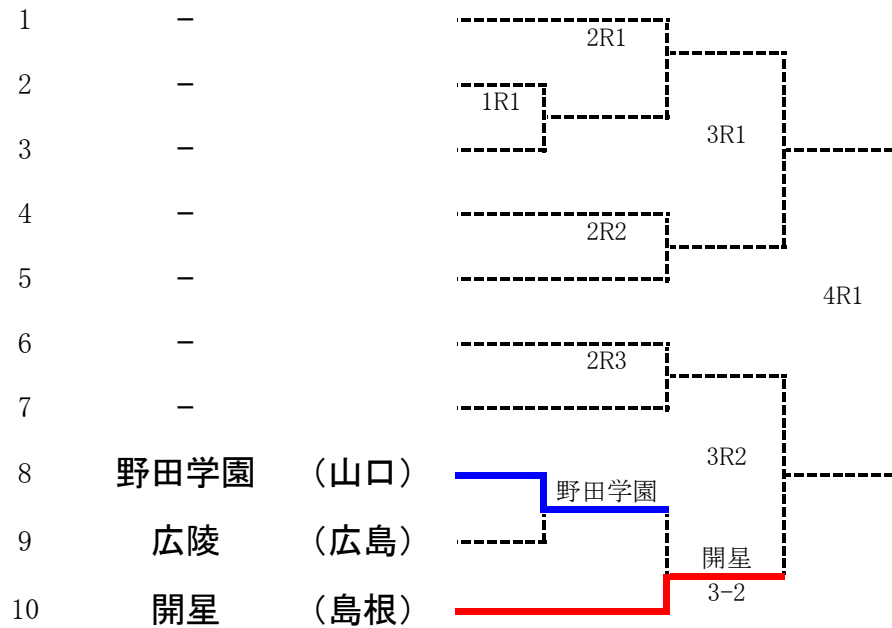 1 －
2R1
2 －
1R1
3R1
3 －
4 －
2R2
5 －
4R1
6 －
2R3
7 －
3R2
8 野田学園 （山口）
野田学園
9 広陵 （広島）
開星
3-2
10 開星 （島根）